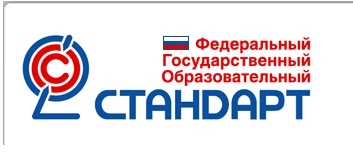 Федеральный
Государственный
Образовательный
СТАНДАРТ